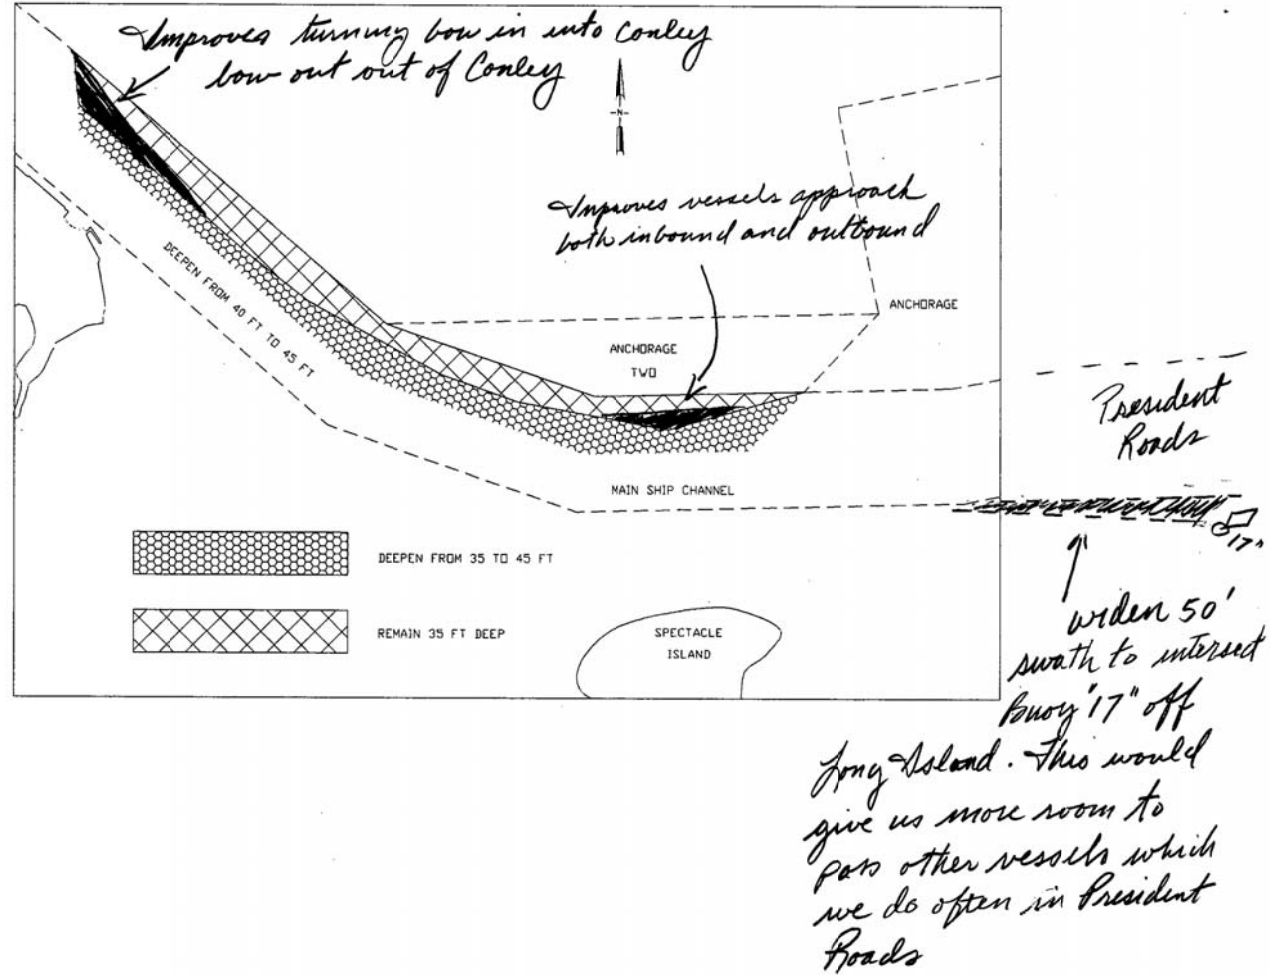 Improves turning bow in into Conley
bow out out of Conley
N
Improves vessels approach
both inbound and outbound
DEEPEN FROM 40 FT TO 45 FT
ANCHORAGE
ANCHORAGE
TWO
President
Roads
MAIN SHIP CHANNEL
17"
DEEPEN FROM 35 TO 45 FT
REMAIN 35 FT DEEP
SPECTACLE
ISLAND
widen 50'
swath to intersect
Buoy "17" off
Long Island. This would
give us more room to
pass other vessels which
we do often in President
Roads